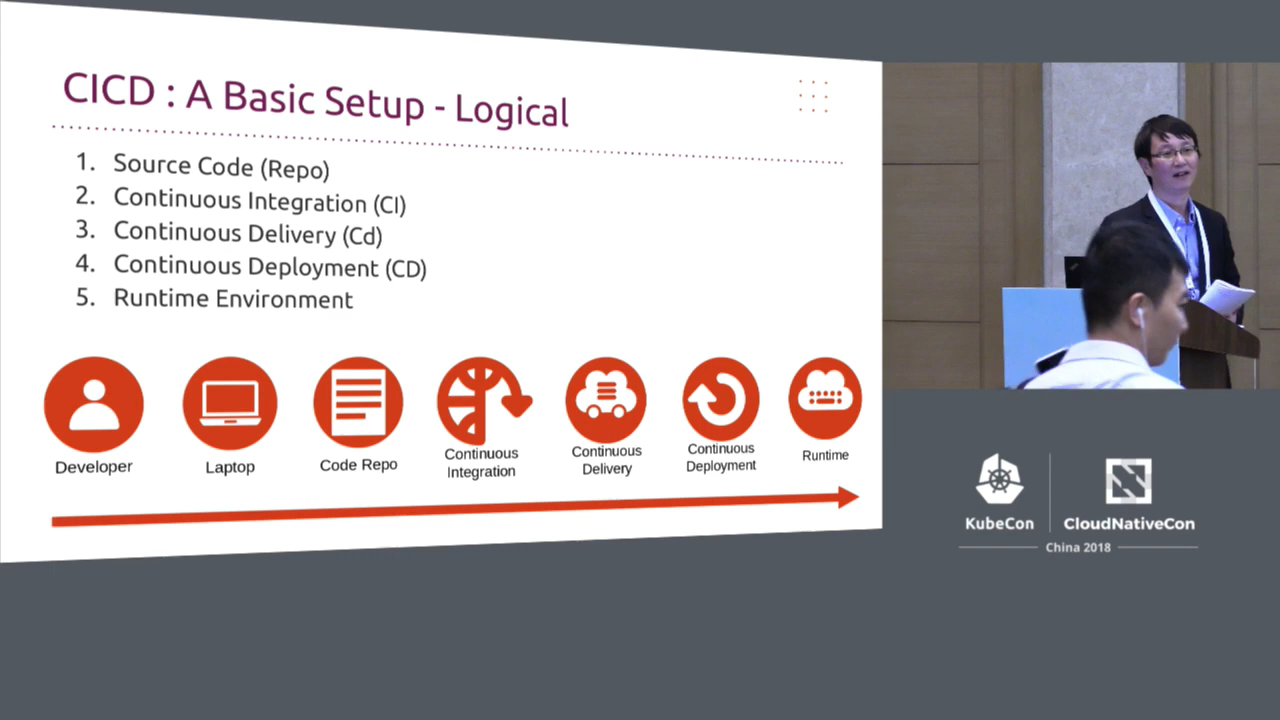 CICD : A Basic Setup - Logical
1. Source Code (Repo)
2. Continuous Integration (CI)
3. Continuous Delivery (Cd)
4. Continuous Deployment (CD)
5. Runtime Environment
Developer
Laptop
Code Repo
Continuous
Integration
Continuous
Delivery
Continuous
Deployment
Runtime
KubeCon
CloudNativeCon
China 2018